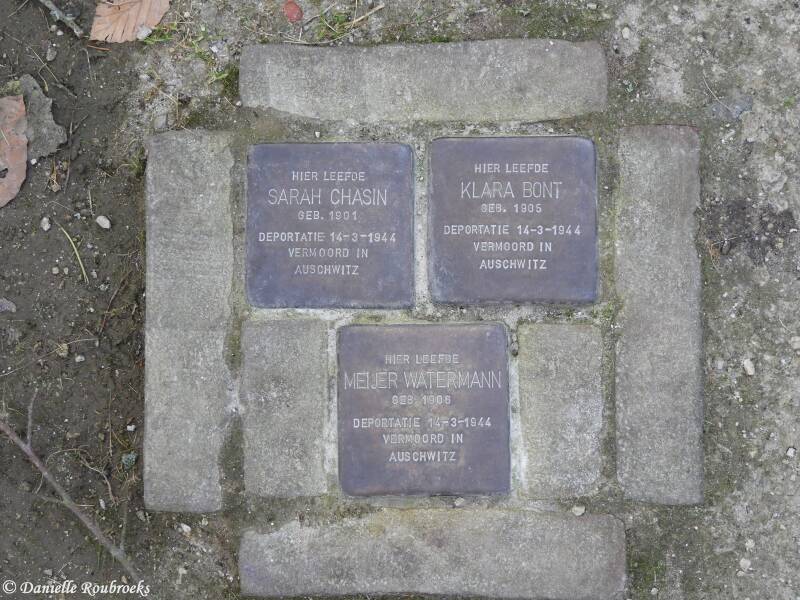 HIER LEEFDE
SARAH CHASIN
GEB. 1901
DEPORTATIE 14-3-1944
VERMOORD IN
AUSCHWITZ
HIER LEEFDE
KLARA BONT
GEB. 1905
DEPORTATIE 14-3-1944
VERMOORD IN
AUSCHWITZ
HIER LEEFDE
MEIJER WATERMANN
GEB. 1906
DEPORTATIE 14-3-1944
VERMOORD IN
AUSCHWITZ
© Danielle Roubroeks